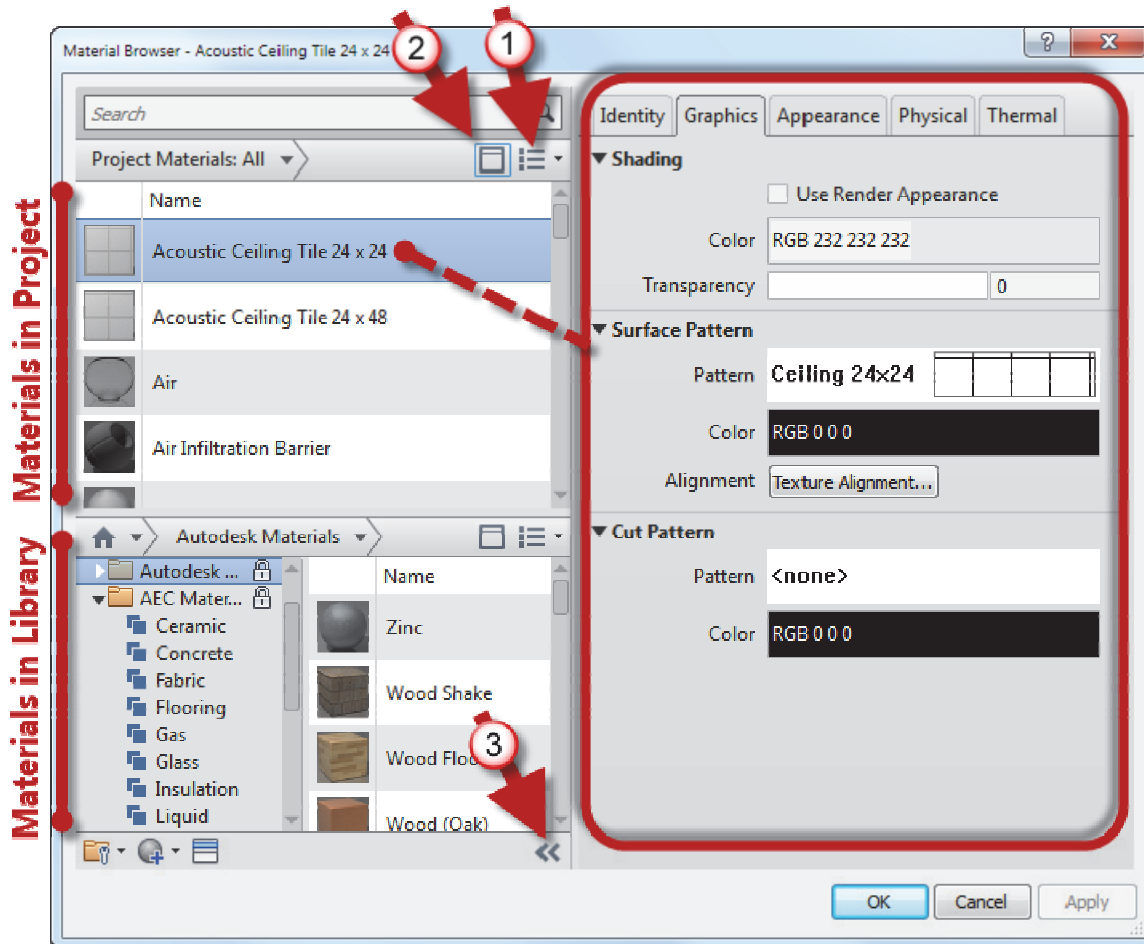 Material Browser - Acoustic Ceiling Tile 24 x 24
2
1
Search
Project Materials: All
Name
Acoustic Ceiling Tile 24 x 24
Acoustic Ceiling Tile 24 x 48
Air
Air Infiltration Barrier
Materials in Project
Autodesk Materials
Autodesk ...
AEC Mater...
Ceramic
Concrete
Fabric
Flooring
Gas
Glass
Insulation
Liquid
Name
Zinc
Wood Shake
Wood Floo
Wood (Oak)
3
Materials in Library
Identity
Graphics
Appearance
Physical
Thermal
Shading
Use Render Appearance
Color RGB 232 232 232
Transparency 0
Surface Pattern
Pattern Ceiling 24x24
Color RGB 0 0 0
Alignment Texture Alignment...
Cut Pattern
Pattern <none>
Color RGB 0 0 0
OK
Cancel
Apply